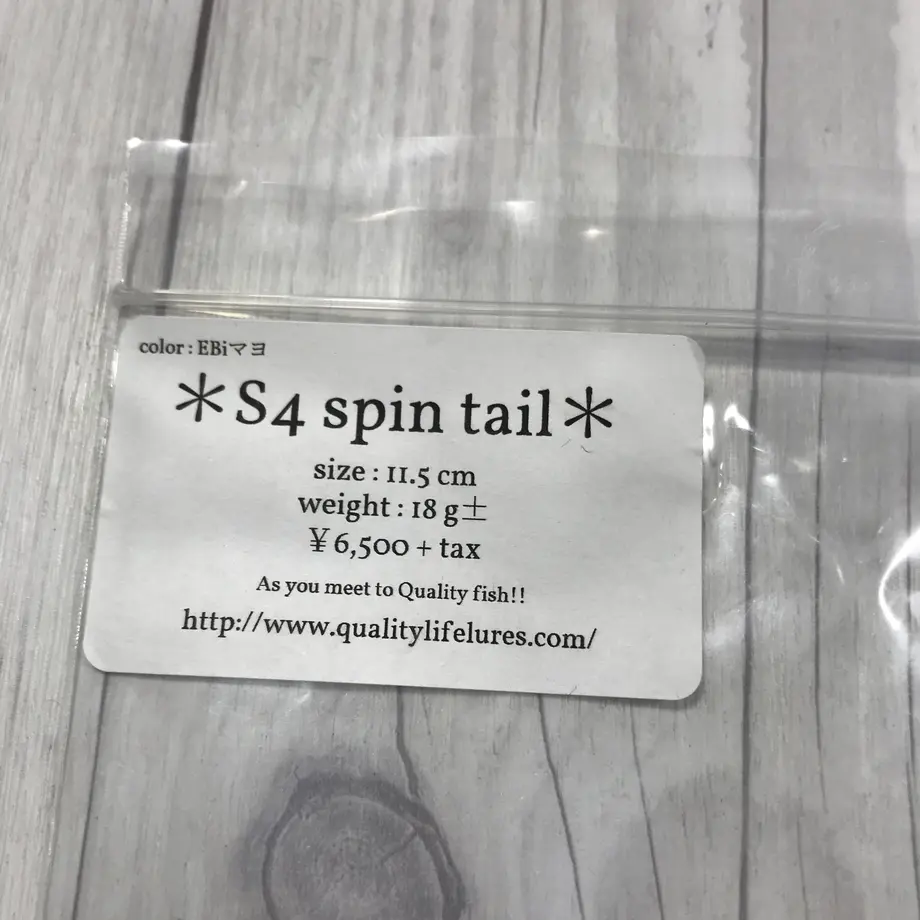 color : EBiマヨ
*S4 spin tail*
size : 11.5 cm
weight : 18 g±
¥6,500 + tax
As you meet to Quality fish!!
http://www.qualitylifelures.com/